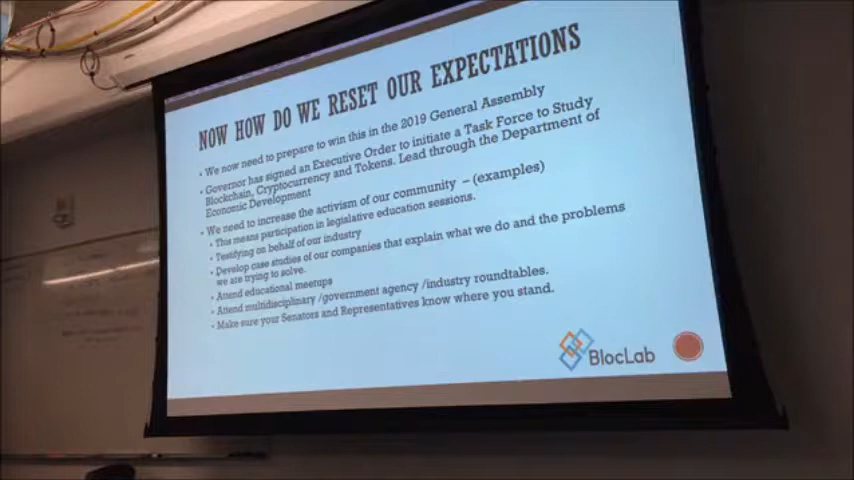 NOW HOW DO WE RESET OUR EXPECTATIONS
• We now need to prepare to win this in the 2019 General Assembly
• Governor has signed an Executive Order to initiate a Task Force to Study
Blockchain, Cryptocurrency and Tokens. Lead through the Department of
Economic Development
• We need to increase the activism of our community – (examples)
• This means participation in legislative education sessions.
• Testifying on behalf of our industry
• Develop case studies of our companies that explain what we do and the problems
we are trying to solve.
• Attend educational meetups
• Attend multidisciplinary /government agency /industry roundtables.
• Make sure your Senators and Representatives know where you stand.
BlocLab